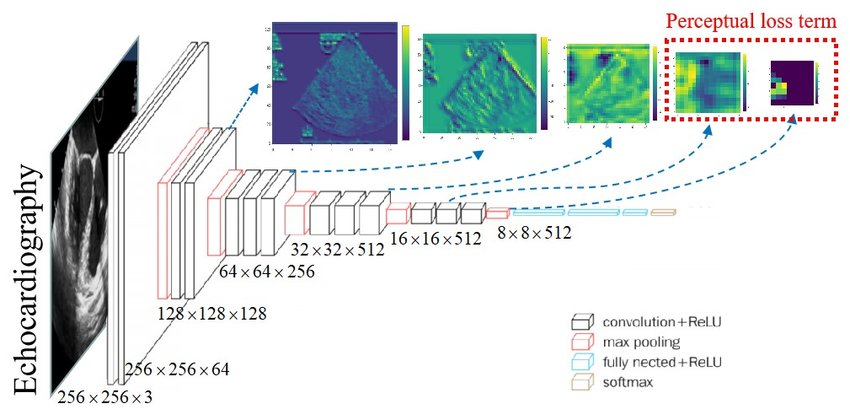 Perceptual loss term
Echocardiography
256×256×3
256×256×64
128×128×128
64×64×256
32×32×512
16×16×512
8×8×512
convolution+ReLU
max pooling
fully nected+ReLU
softmax